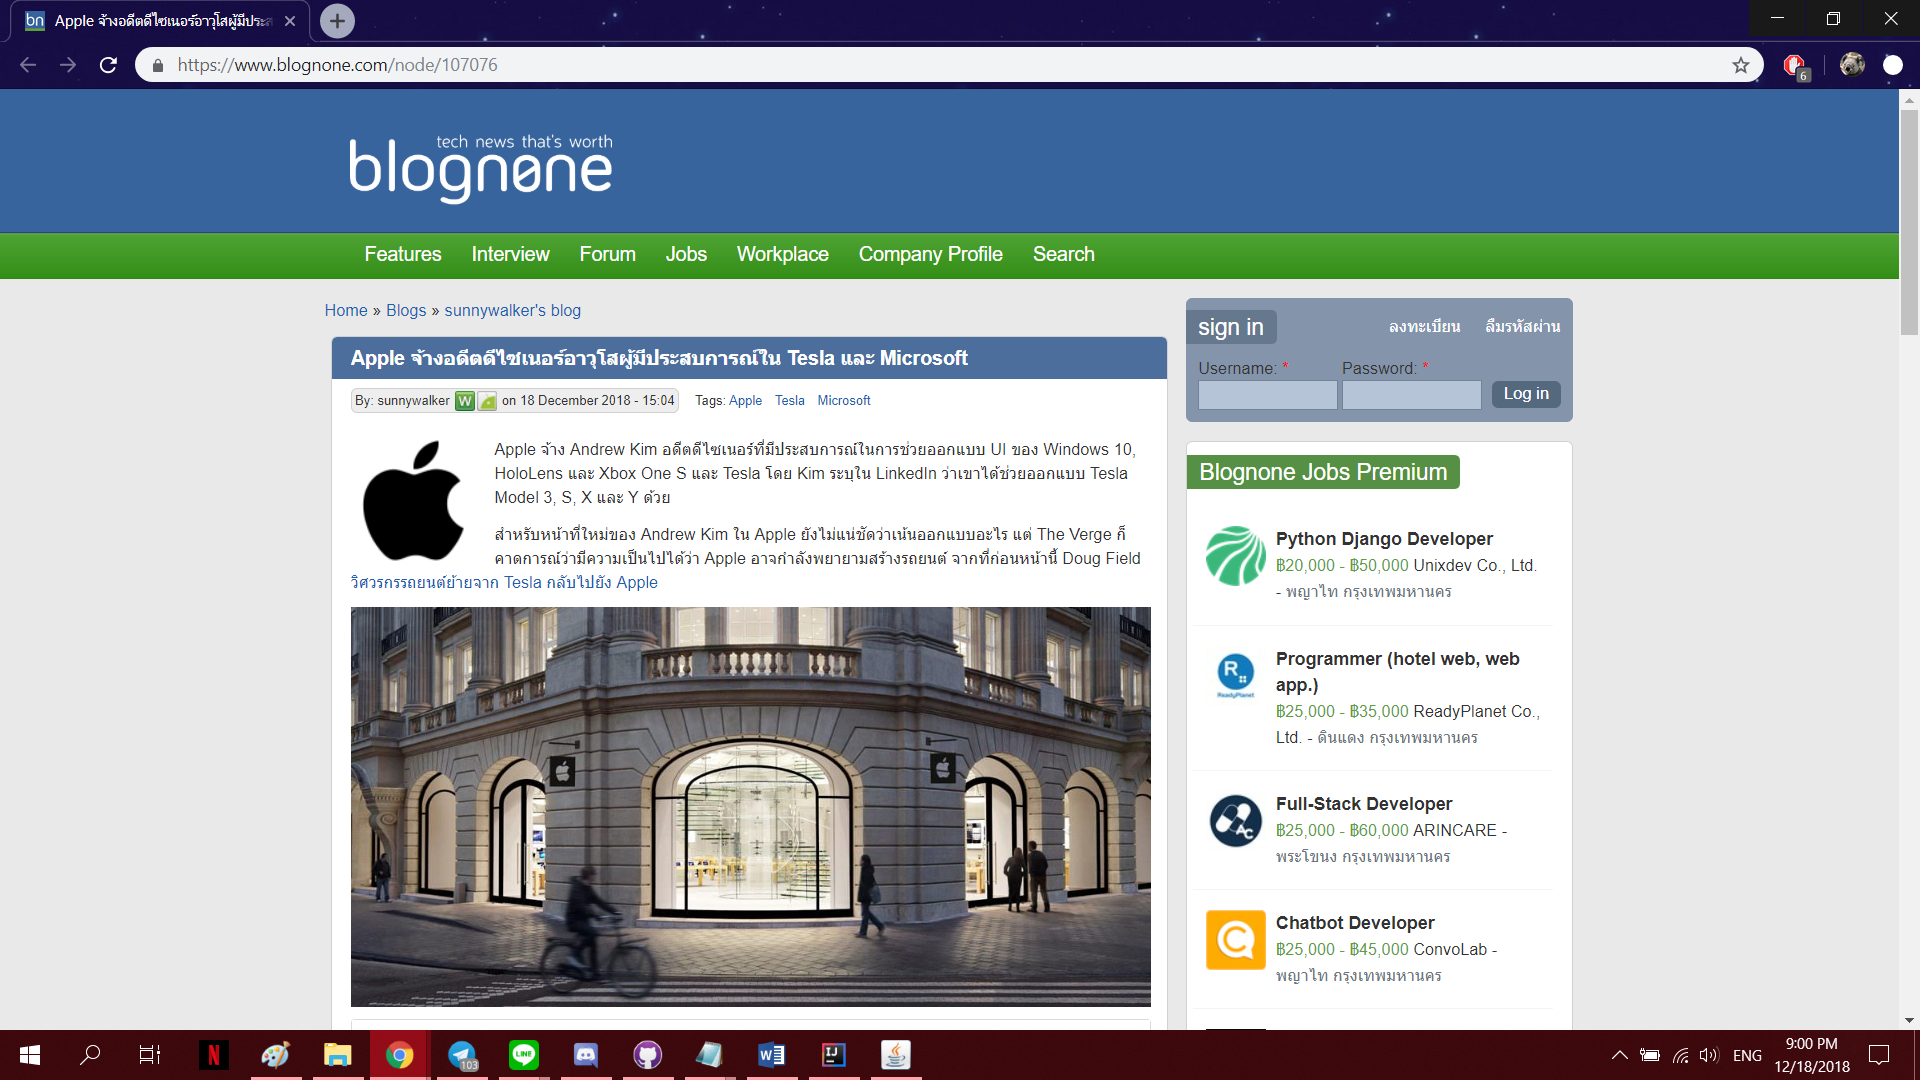 bn Apple จ้างอดีตดีไซเนอร์อาวุโสผู้มีประส
https://www.blognone.com/node/107076
6
tech news that's worth
blognone
Features Interview Forum Jobs Workplace Company Profile Search
Home » Blogs » sunnywalker's blog
Apple จ้างอดีตดีไซเนอร์อาวุโสผู้มีประสบการณ์ใน Tesla และ Microsoft
By: sunnywalker W on 18 December 2018 - 15:04 Tags: Apple Tesla Microsoft
Apple จ้าง Andrew Kim อดีตดีไซเนอร์ที่มีประสบการณ์ในการช่วยออกแบบ UI ของ Windows 10,
HoloLens และ Xbox One S และ Tesla โดย Kim ระบุใน LinkedIn ว่าเขาได้ช่วยออกแบบ Tesla
Model 3, S, X และ Y ด้วย
สำหรับหน้าที่ใหม่ของ Andrew Kim ใน Apple ยังไม่แน่ชัดว่าเน้นออกแบบอะไร แต่ The Verge ก็
คาดการณ์ว่ามีความเป็นไปได้ว่า Apple อาจกำลังพยายามสร้างรถยนต์ จากที่ก่อนหน้านี้ Doug Field
วิศวรกรรถยนต์ย้ายจาก Tesla กลับไปยัง Apple
sign in ลงทะเบียน ลืมรหัสผ่าน
Username: * Password: *
Log in
Blognone Jobs Premium
Python Django Developer
฿20,000 - ฿50,000 Unixdev Co., Ltd.
- พญาไท กรุงเทพมหานคร
R.
ReadyPlanet
Programmer (hotel web, web
app.)
฿25,000 - ฿35,000 ReadyPlanet Co.,
Ltd. - ดินแดง กรุงเทพมหานคร
AC
Full-Stack Developer
฿25,000 - ฿60,000 ARINCARE -
พระโขนง กรุงเทพมหานคร
Chatbot Developer
฿25,000 - ฿45,000 ConvoLab -
พญาไท กรุงเทพมหานคร
N 103 LINE W IJ
ENG 9:00 PM
12/18/2018